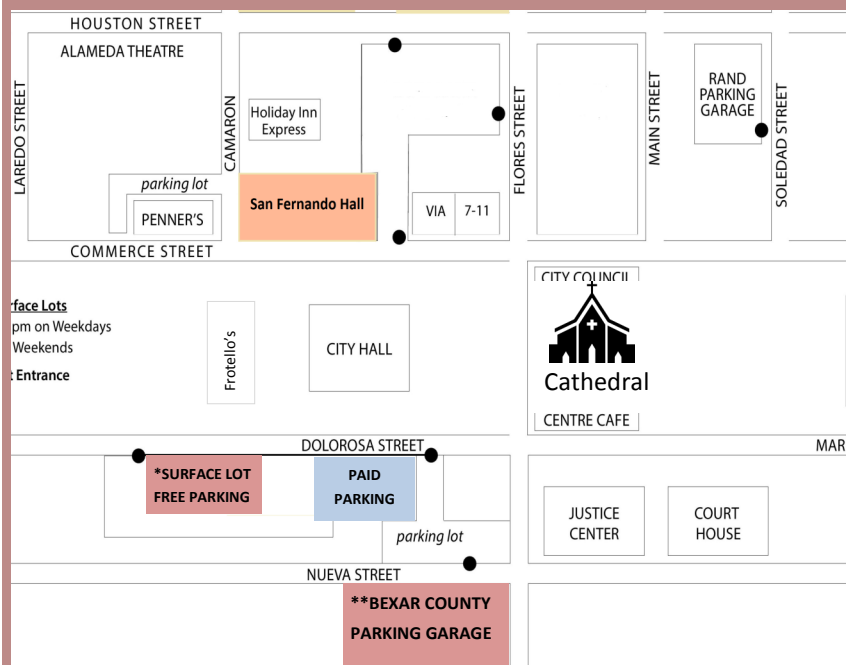 HOUSTON STREET
ALAMEDA THEATRE
LAREDO STREET
CAMARON
Holiday Inn
Express
FLORES STREET
MAIN STREET
RAND
PARKING
GARAGE
SOLEDAD STREET
parking lot
PENNER'S
San Fernando Hall
VIA
7-11
COMMERCE STREET
CITY COUNCIL
rface Lots
pm on Weekdays
Weekends
Entrance
Frotello's
CITY HALL
Cathedral
CENTRE CAFE
DOLOROSA STREET
MAR
*SURFACE LOT
FREE PARKING
PAID
PARKING
parking lot
JUSTICE
CENTER
COURT
HOUSE
NUEVA STREET
**BEXAR COUNTY
PARKING GARAGE